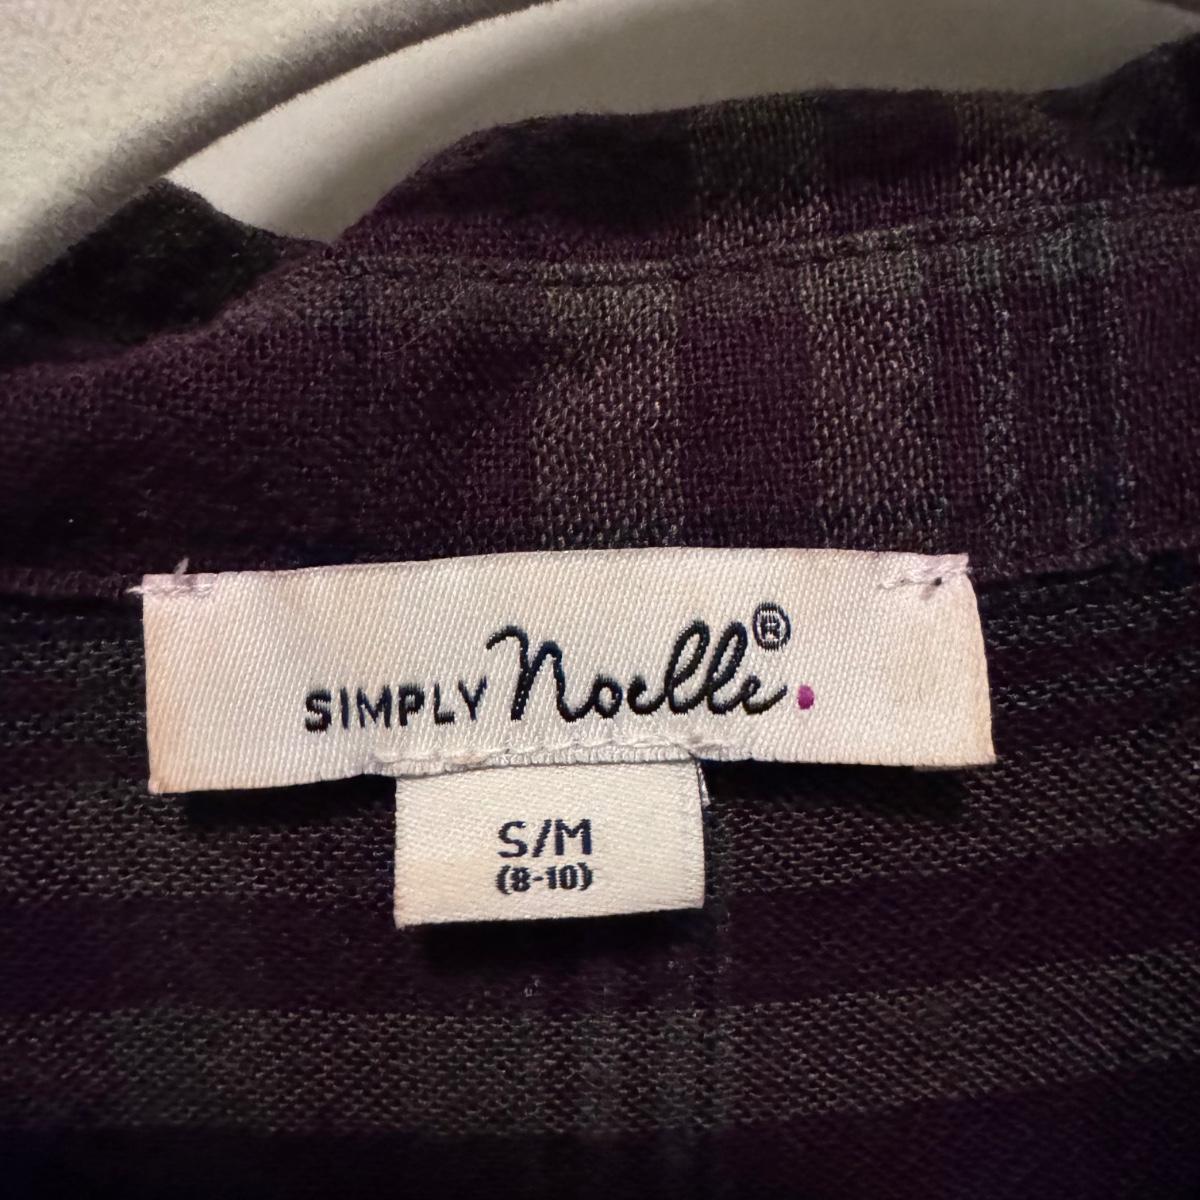 SIMPLY Noelle®.
S/M
(8-10)